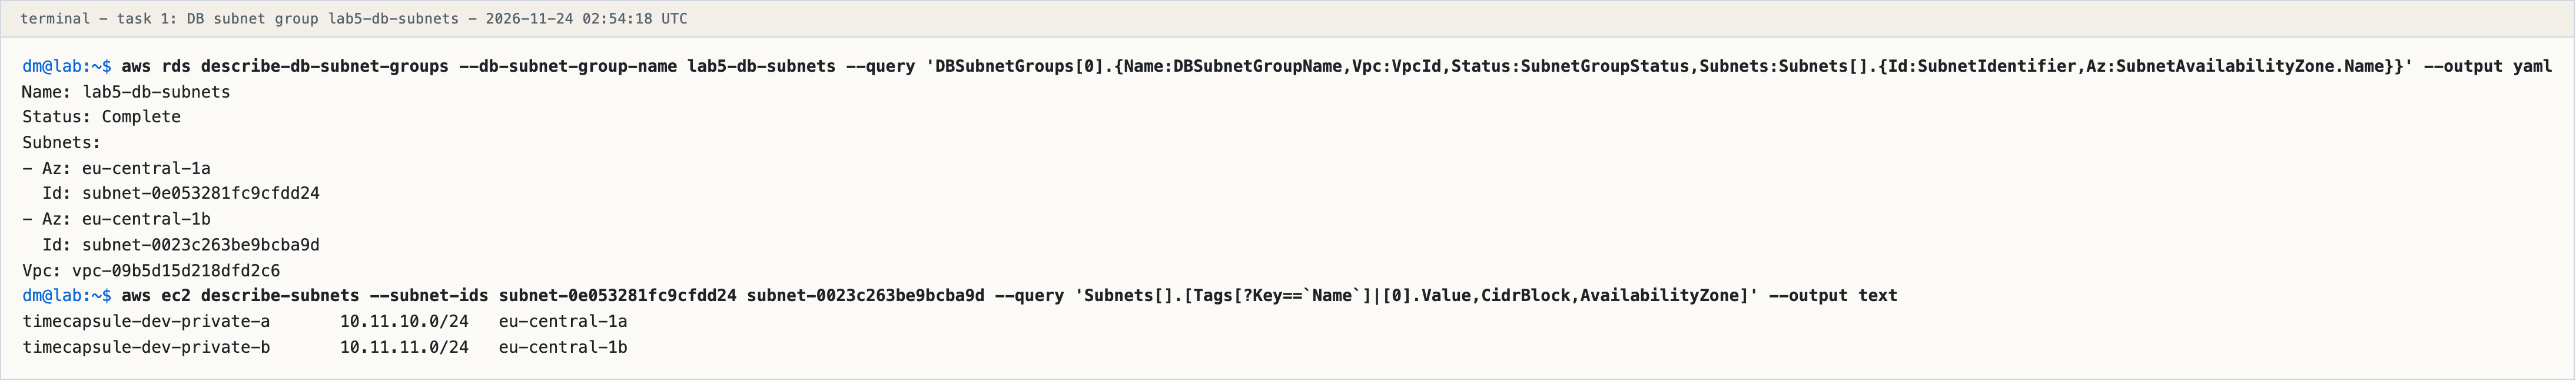 terminal – task 1: DB subnet group lab5-db-subnets – 2026-11-24 02:54:18 UTC
dm@lab:~$ aws rds describe-db-subnet-groups --db-subnet-group-name lab5-db-subnets --query 'DBSubnetGroups[0].{Name:DBSubnetGroupName,Vpc:VpcId,Status:SubnetGroupStatus,Subnets:Subnets[].{Id:SubnetIdentifier,Az:SubnetAvailabilityZone.Name}}' --output yaml
Name: lab5-db-subnets
Status: Complete
Subnets:
- Az: eu-central-1a
  Id: subnet-0e053281fc9cfdd24
- Az: eu-central-1b
  Id: subnet-0023c263be9bcba9d
Vpc: vpc-09b5d15d218dfd2c6
dm@lab:~$ aws ec2 describe-subnets --subnet-ids subnet-0e053281fc9cfdd24 subnet-0023c263be9bcba9d --query 'Subnets[].[Tags[?Key==`Name`]|[0].Value,CidrBlock,AvailabilityZone]' --output text
timecapsule-dev-private-a       10.11.10.0/24   eu-central-1a
timecapsule-dev-private-b       10.11.11.0/24   eu-central-1b